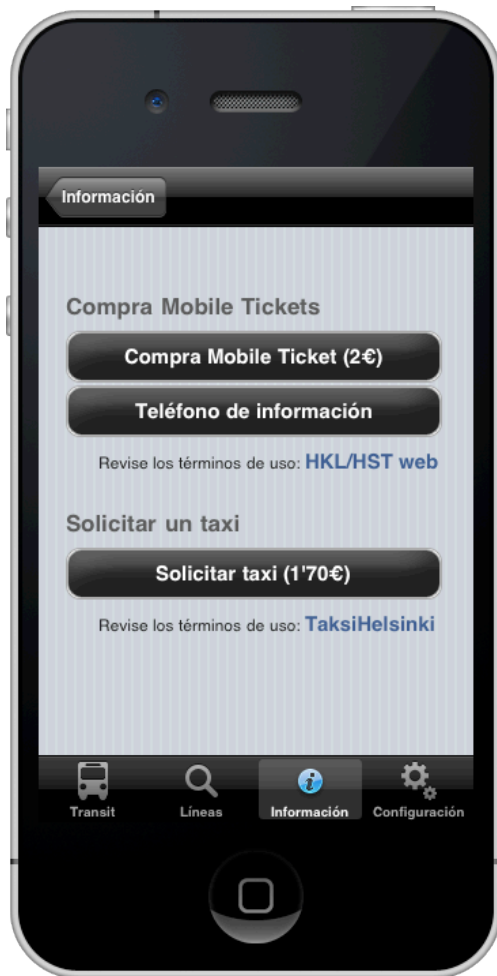 Información
Compra Mobile Tickets
Compra Mobile Ticket (2€)
Teléfono de información
Revise los términos de uso: HKL/HST web
Solicitar un taxi
Solicitar taxi (1'70€)
Revise los términos de uso: TaksiHelsinki
Transit Líneas Información Configuración